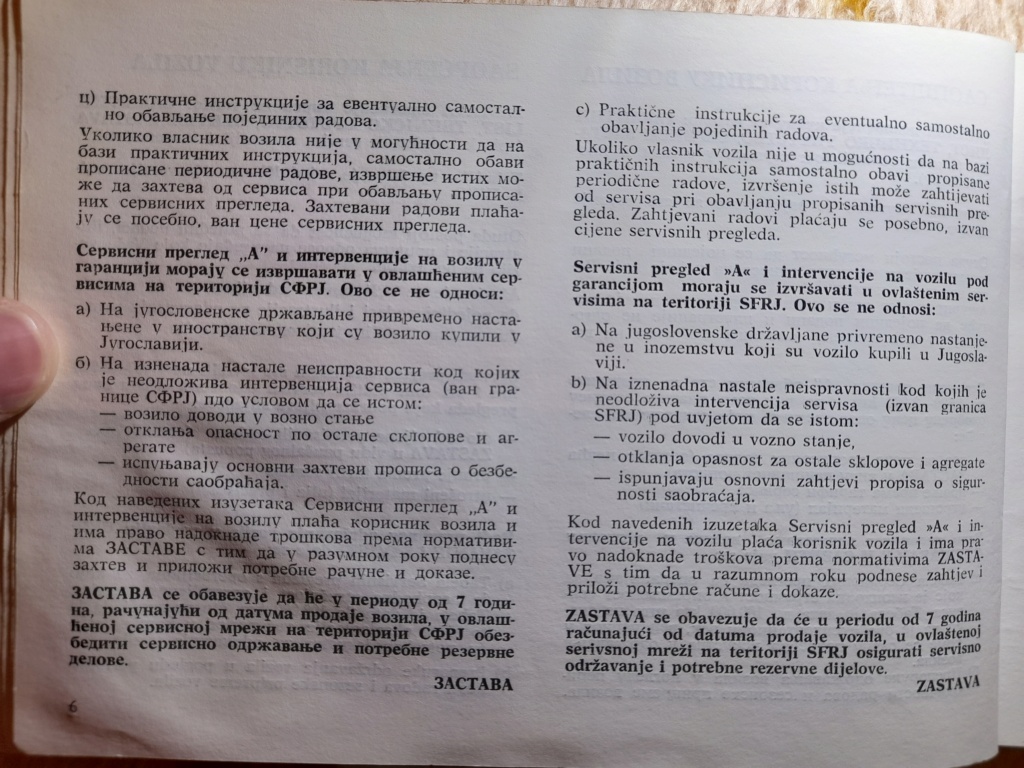 ц) Практичне инструкције за евентуално самостал-
но обављање појединих радова.
Уколико власник возила није у могућности да на
бази практичних инструкција, самостално обави
прописане периодичне радове, извршење истих мо-
же да захтева од сервиса при обављању прописа-
них сервисних прегледа. Захтевани радови плаћа-
ју се посебно, ван цене сервисних прегледа.
Сервисни преглед „А” и интервенције на возилу у
гаранцији морају се извршавати у овлашћеним сер-
висима на територији СФРЈ. Ово се не односи:
а) На југословенске држављане привремено наста-
њене у иностранству који су возило купили у
Југославији.
б) На изненада настале неисправности код којих
је неодложива интервенција сервиса (ван гра-
нице СФРЈ) пдо условом да се истом:
— возило доводи у возно стање
— отклања опасност по остале склопове и аг-
регате
— испуњавају основни захтеви прописа о безбе-
дности саобраћаја.
Код наведених изузетака Сервисни преглед „А” и
интервенције на возилу плаћа корисник возила и
има право надокнаде трошкова према нормативи-
ма ЗАСТАВЕ с тим да у разумном року поднесу
захтев и приложи потребне рачуне и доказе.
ЗАСТАВА се обавезује да ће у периоду од 7 годи-
на, рачунајући од датума продаје возила, у овлаш-
ћеној сервисној мрежи на територији СФРЈ обез-
бедити сервисно одржавање и потребне резервне
делове.
ЗАСТАВА
6
c) Praktične instrukcije za eventualno samostalno
obavljanje pojedinih radova.
Ukoliko vlasnik vozila nije u mogućnosti da na bazi
praktičnih instrukcija samostalno obavi propisane
periodične radove, izvršenje istih može zahtijevati
od servisa pri obavljanju propisanih servisnih pre-
gleda. Zahtjevani radovi plaćaju se posebno, izvan
cijene servisnih pregleda.
Servisni pregled »A« i intervencije na vozilu pod
garancijom moraju se izvršavati u ovlaštenim ser-
visima na teritoriji SFRJ. Ovo se ne odnosi:
a) Na jugoslovenske državljane privremeno nastanje-
ne u inozemstvu koji su vozilo kupili u Jugosla-
viji.
b) Na iznenadna nastale neispravnosti kod kojih je
neodloživa intervencija servisa (izvan granica
SFRJ) pod uvjetom da se istom:
— vozilo dovodi u vozno stanje,
— otklanja opasnost za ostale sklopove i agregate
— ispunjavaju osnovni zahtjevi propisa o sigur-
nosti saobraćaja.
Kod navedenih izuzetaka Servisni pregled »A« i in-
tervencije na vozilu plaća korisnik vozila i ima pra-
vo nadoknade troškova prema normativima ZASTA-
VE s tim da u razumnom roku podnese zahtjev i
priloži potrebne račune i dokaze.
ZASTAVA se obavezuje da će u periodu od 7 godina
računajući od datuma prodaje vozila, u ovlaštenoj
serivsnoj mreži na teritoriji SFRJ osigurati servisno
održavanje i potrebne rezervne dijelove.
ZASTAVA